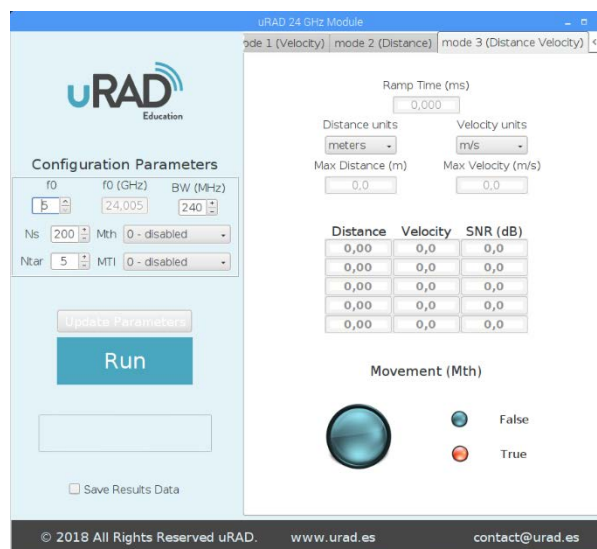 uRAD 24 GHz Module
ode 1 (Velocity) mode 2 (Distance) mode 3 (Distance Velocity) <
uRAD
Education
Configuration Parameters
f0 f0 (GHz) BW (MHz)
5 24,005 240
Ns 200 Mth 0 - disabled
Ntar 5 MTI 0 - disabled
Update Parameters
Run
Save Results Data
Ramp Time (ms)
0,000
Distance units Velocity units
meters m/s
Max Distance (m) Max Velocity (m/s)
0,0 0,0
Distance Velocity SNR (dB)
0,00 0,0 0,0
0,00 0,0 0,0
0,00 0,0 0,0
0,00 0,0 0,0
0,00 0,0 0,0
Movement (Mth)
False
True
© 2018 All Rights Reserved uRAD. www.urad.es contact@urad.es